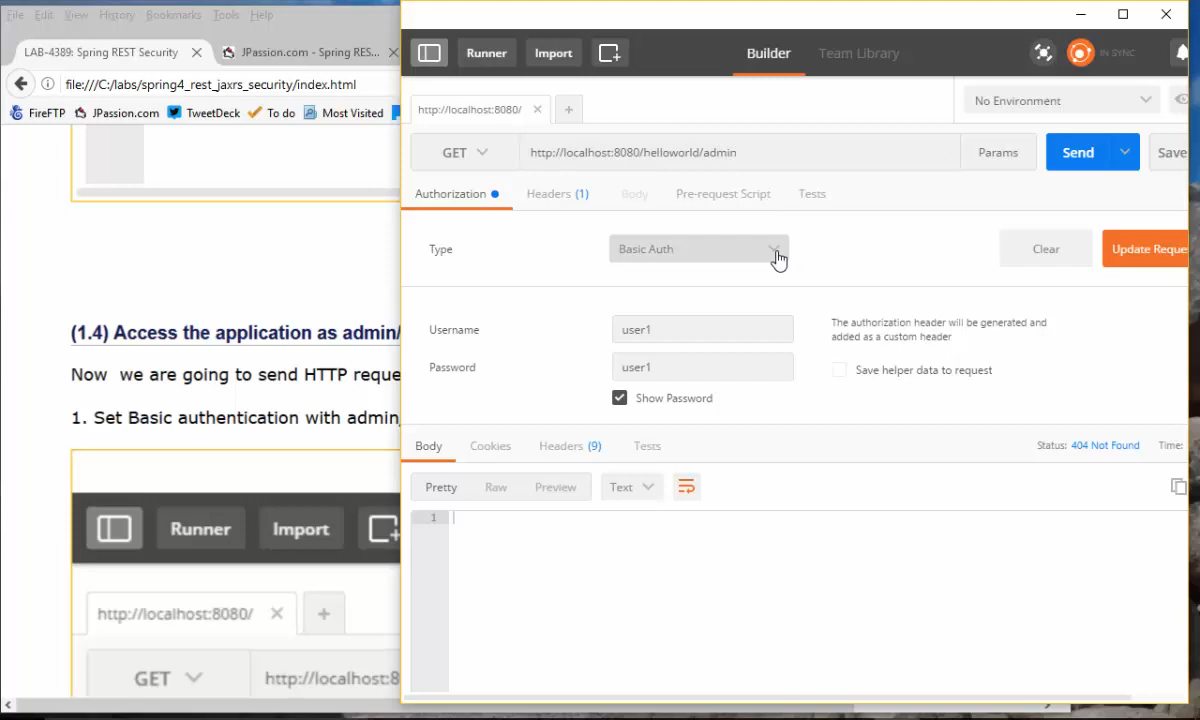 File Edit View History Bookmarks Tools Help
LAB-4389: Spring REST Security
JPassion.com - Spring RES...
file:///C:/labs/spring4_rest_jaxrs_security/index.html
FireFTP JPassion.com TweetDeck To do Most Visited
(1.4) Access the application as admin/
Now we are going to send HTTP reque
1. Set Basic authentication with admin,
Runner Import
http://localhost:8080/
GET http://localhost:8
Runner Import Builder Team Library IN SYNC
http://localhost:8080/ No Environment
GET http://localhost:8080/helloworld/admin Params Send Save
Authorization Headers (1) Body Pre-request Script Tests
Type Basic Auth Clear Update Reque
Username user1 The authorization header will be generated and
added as a custom header
Password user1 Save helper data to request
Show Password
Body Cookies Headers (9) Tests Status: 404 Not Found Time:
Pretty Raw Preview Text
1